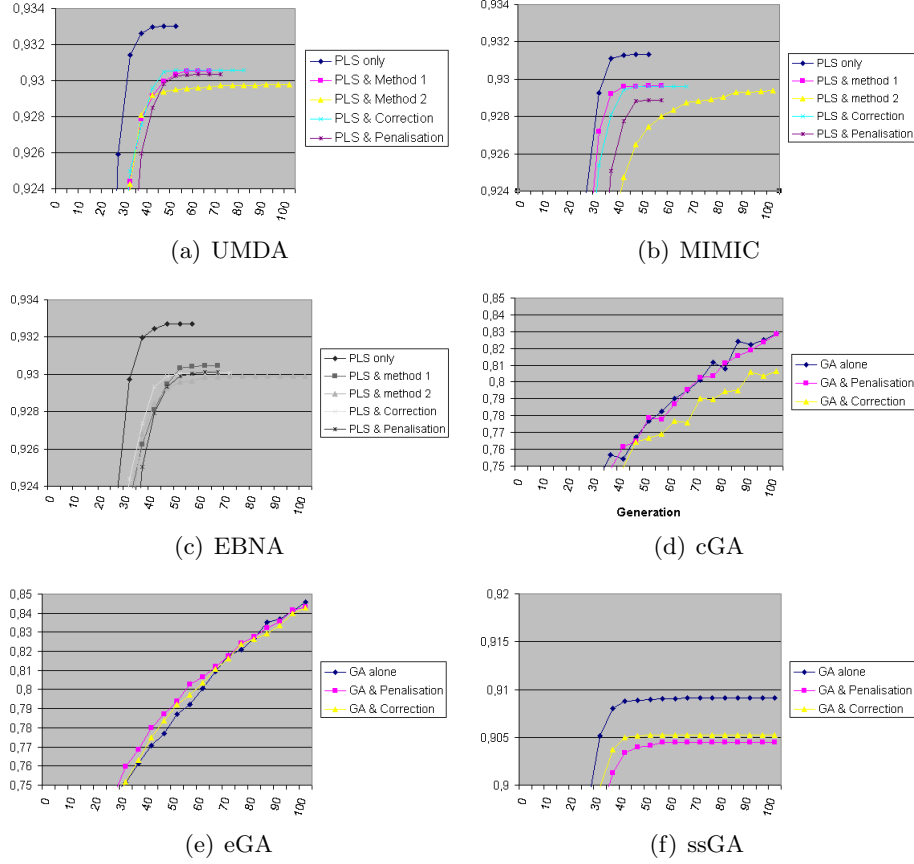 0,934
0,932
0,93
0,928
0,926
0,924
0 10 20 30 40 50 60 70 80 90 100
PLS only
PLS & Method 1
PLS & Method 2
PLS & Correction
PLS & Penalisation
(a) UMDA
0,934
0,931
0,93
0,928
0,926
0,924
0 10 20 30 40 50 60 70 80 90 100
PLS only
PLS & method 1
PLS & method 2
PLS & Correction
PLS & Penalisation
(b) MIMIC
0,934
0,932
0,93
0,928
0,926
0,924
0 10 20 30 40 50 60 70 80 90 100
PLS only
PLS & method 1
PLS & method 2
PLS & Correction
PLS & Penalisation
(c) EBNA
0,85
0,84
0,83
0,82
0,81
0,8
0,79
0,78
0,77
0,76
0,75
0 10 20 30 40 50 60 70 80 90 100
Generation
GA alone
GA & Penalisation
GA & Correction
(d) cGA
0,85
0,84
0,83
0,82
0,81
0,8
0,79
0,78
0,77
0,76
0,75
0 10 20 30 40 50 60 70 80 90 100
GA alone
GA & Penalisation
GA & Correction
(e) eGA
0,92
0,915
0,91
0,905
0,9
0 10 20 30 40 50 60 70 80 90 100
GA alone
GA & Penalisation
GA & Correction
(f) ssGA